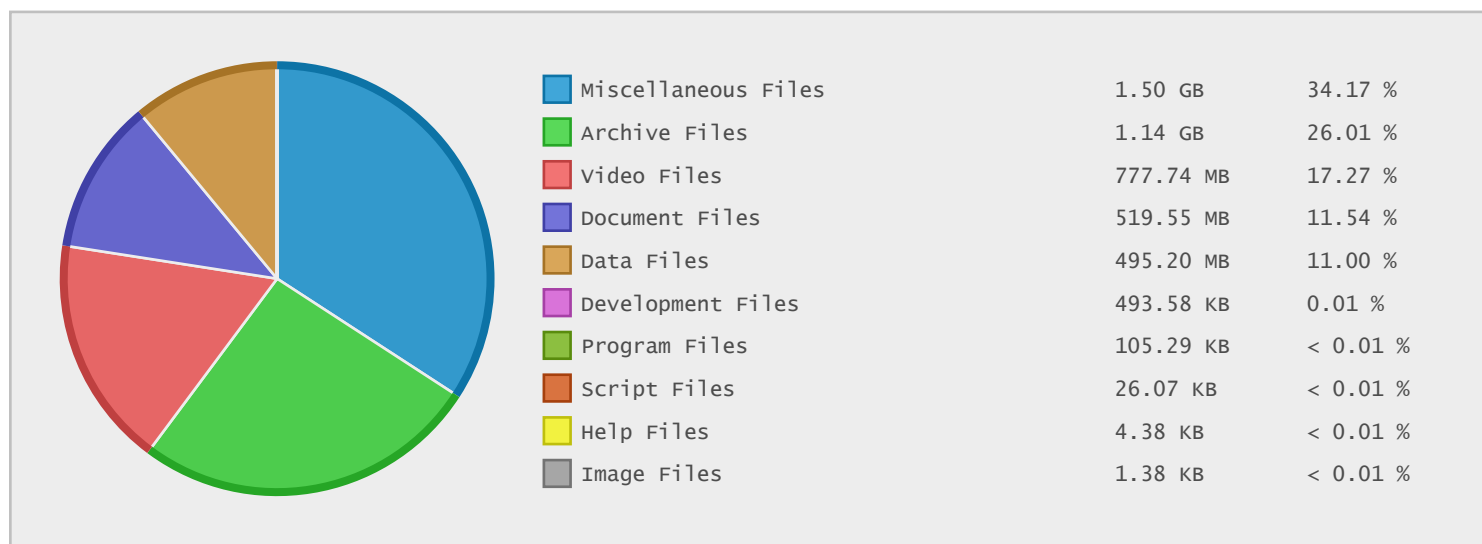 Miscellaneous Files 1.50 GB 34.17 %
Archive Files 1.14 GB 26.01 %
Video Files 777.74 MB 17.27 %
Document Files 519.55 MB 11.54 %
Data Files 495.20 MB 11.00 %
Development Files 493.58 KB 0.01 %
Program Files 105.29 KB < 0.01 %
Script Files 26.07 KB < 0.01 %
Help Files 4.38 KB < 0.01 %
Image Files 1.38 KB < 0.01 %